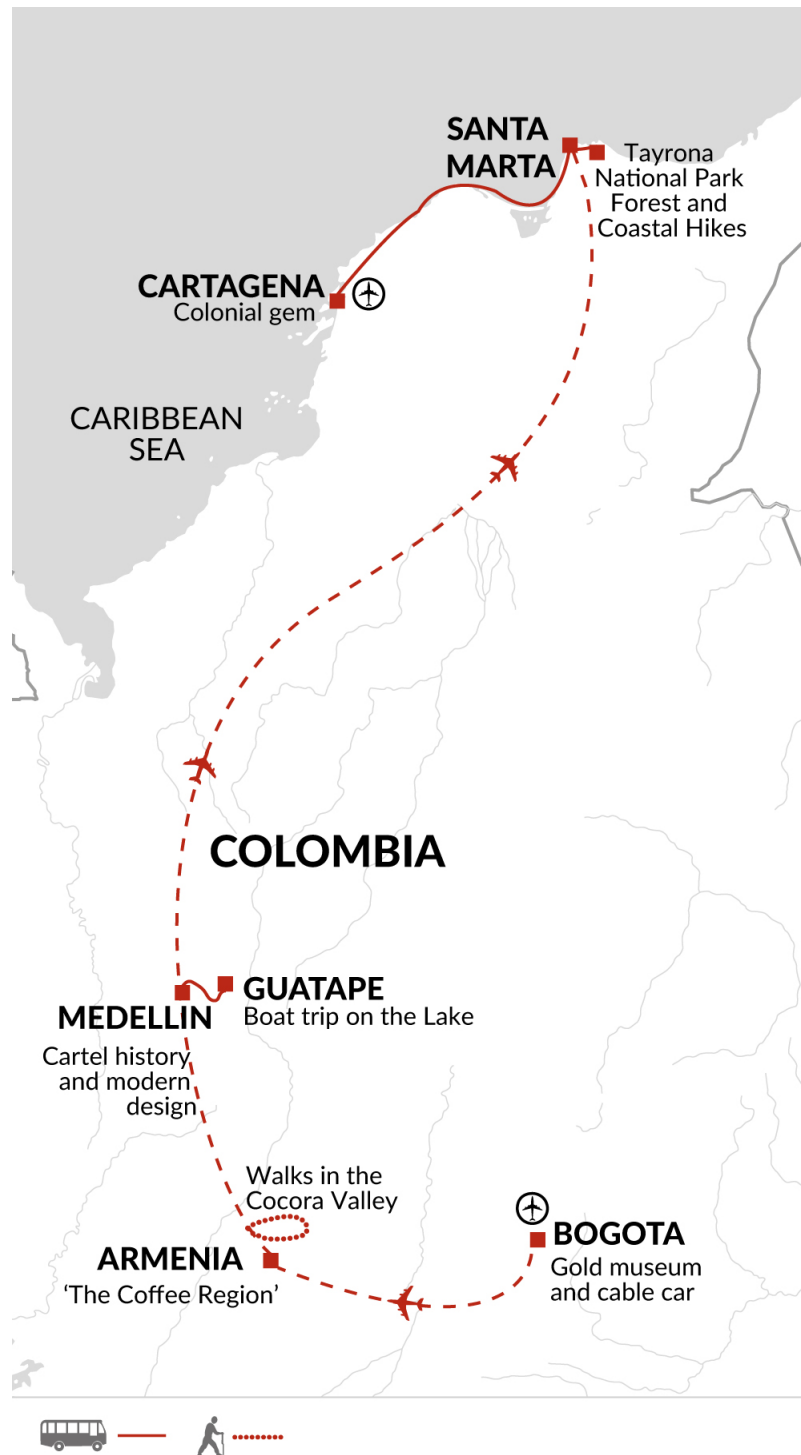 SANTA
MARTA
Tayrona
National Park
Forest and
Coastal Hikes
CARTAGENA
Colonial gem
CARIBBEAN
SEA
COLOMBIA
GUATAPE
Boat trip on the Lake
MEDELLIN
Cartel history
and modern
design
Walks in the
Cocora Valley
ARMENIA
‘The Coffee Region’
BOGOTA
Gold museum
and cable car